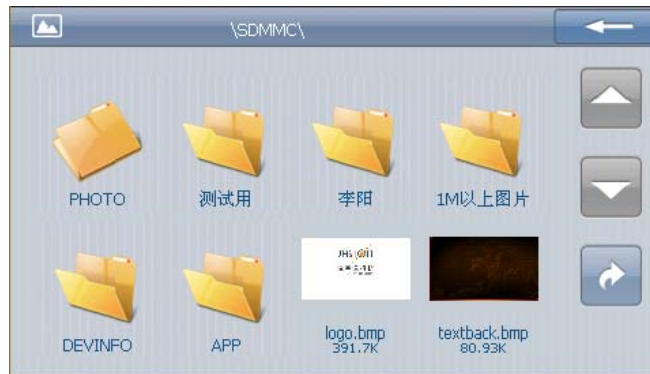 \SDMMC\
PHOTO
测试用
李阳
1M以上图片
DEVINFO
APP
logo.bmp
391.7K
textback.bmp
80.93K